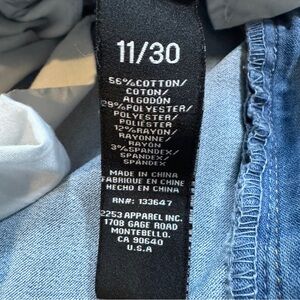 11/30
56%COTTON/
COTON/
ALGODÓN
29%POLYESTER/
POLYESTER/
POLIÉSTER
12%RAYON/
RAYONNE/
RAYÓN
3%SPANDEX/
SPANDEX/
SPANDEX
MADE IN CHINA
FABRIQUE EN CHINE
HECHO EN CHINA
RN#: 133647
2253 APPAREL INC.
1708 GAGE ROAD
MONTEBELLO,
CA 90640
U.S.A